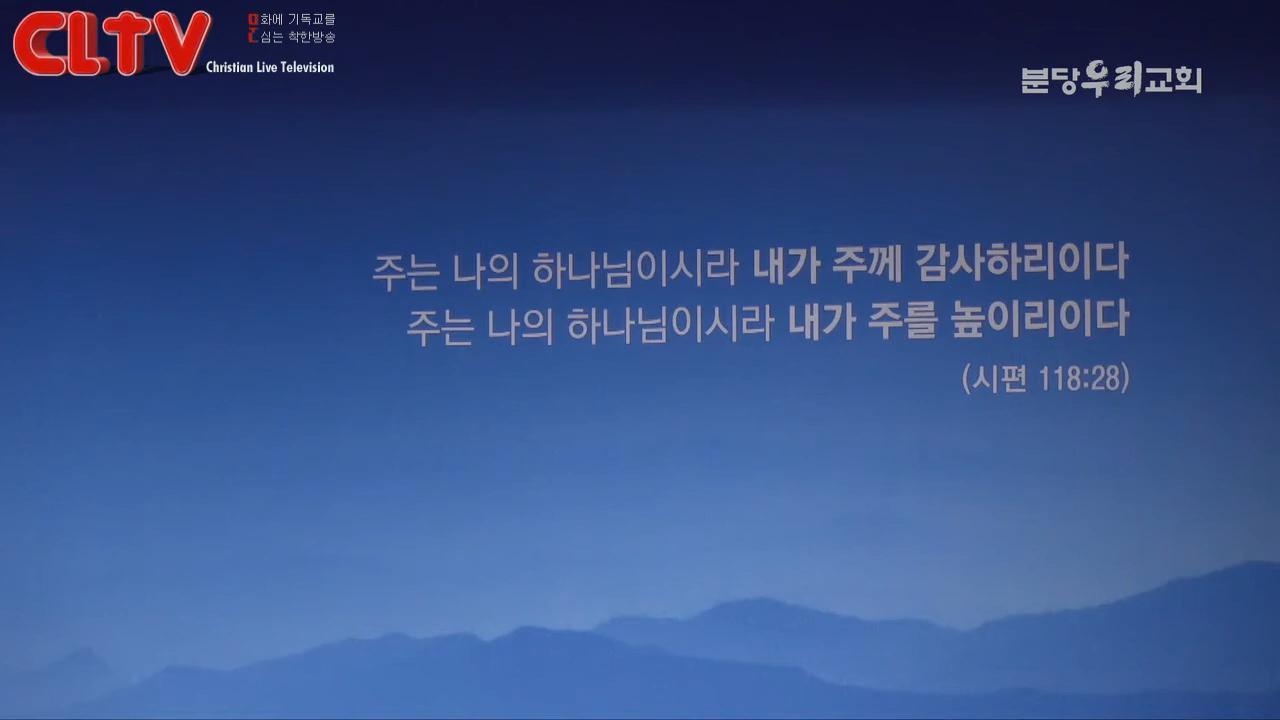 CLTV
문화에 기독교를
심는 착한방송
Christian Live Television
분당우리교회
주는 나의 하나님이시라 내가 주께 감사하리이다
주는 나의 하나님이시라 내가 주를 높이리이다
(시편 118:28)